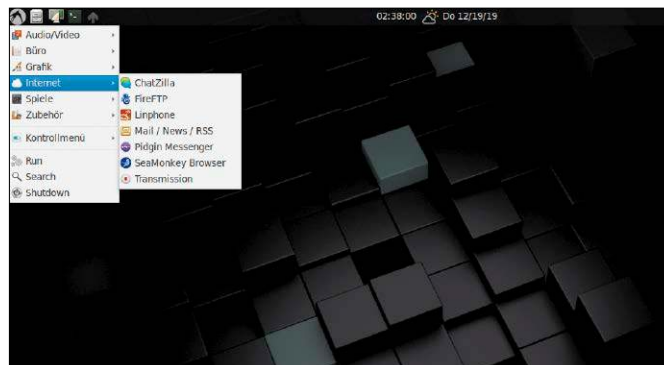 02:38:00 Do 12/19/19
Audio/Video
Büro
Grafik
Internet
Spiele
Zubehör
Kontrollmenü
Run
Search
Shutdown
ChatZilla
FireFTP
Linphone
Mail / News / RSS
Pidgin Messenger
SeaMonkey Browser
Transmission